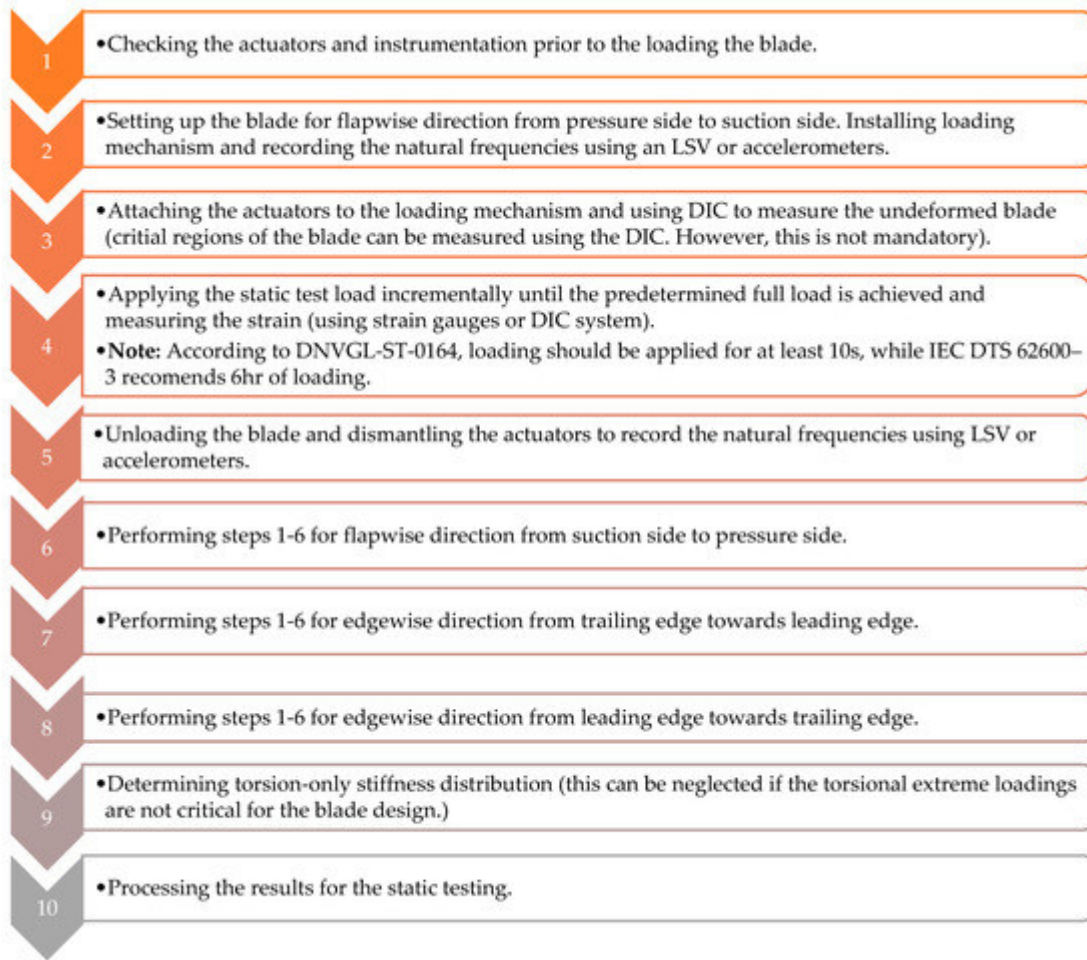 1
•Checking the actuators and instrumentation prior to the loading the blade.
2
•Setting up the blade for flapwise direction from pressure side to suction side. Installing loading
mechanism and recording the natural frequencies using an LSV or accelerometers.
3
•Attaching the actuators to the loading mechanism and using DIC to measure the undeformed blade
(critial regions of the blade can be measured using the DIC. However, this is not mandatory).
4
•Applying the static test load incrementally until the predetermined full load is achieved and
measuring the strain (using strain gauges or DIC system).
•Note: According to DNVGL-ST-0164, loading should be applied for at least 10s, while IEC DTS 62600–
3 recomends 6hr of loading.
5
•Unloading the blade and dismantling the actuators to record the natural frequencies using LSV or
accelerometers.
6
•Performing steps 1-6 for flapwise direction from suction side to pressure side.
7
•Performing steps 1-6 for edgewise direction from trailing edge towards leading edge.
8
•Performing steps 1-6 for edgewise direction from leading edge towards trailing edge.
9
•Determining torsion-only stiffness distribution (this can be neglected if the torsional extreme loadings
are not critical for the blade design.)
10
•Processing the results for the static testing.